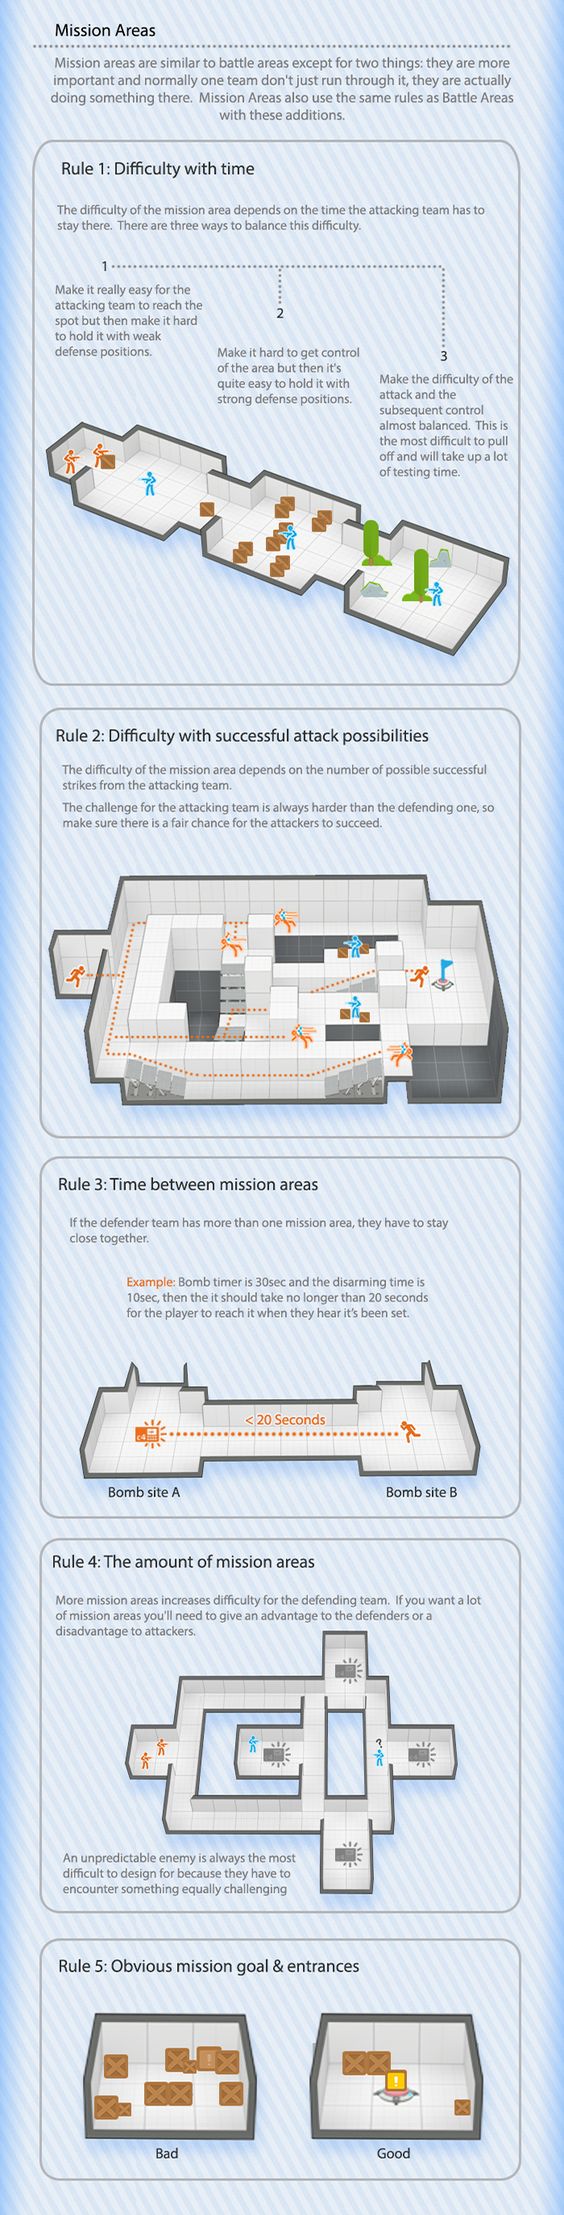 Mission Areas
Mission areas are similar to battle areas except for two things: they are more
important and normally one team don't just run through it, they are actually
doing something there.  Mission Areas also use the same rules as Battle Areas
with these additions.
Rule 1: Difficulty with time
The difficulty of the mission area depends on the time the attacking team has to
stay there.  There are three ways to balance this difficulty.
1
Make it really easy for the
attacking team to reach the
spot but then make it hard
to hold it with weak
defense positions.
2
Make it hard to get control
of the area but then it's
quite easy to hold it with
strong defense positions.
3
Make the difficulty of the
attack and the
subsequent control
almost balanced.  This is
the most difficult to pull
off and will take up a lot
of testing time.
Rule 2: Difficulty with successful attack possibilities
The difficulty of the mission area depends on the number of possible successful
strikes from the attacking team.
The challenge for the attacking team is always harder than the defending one, so
make sure there is a fair chance for the attackers to succeed.
Rule 3: Time between mission areas
If the defender team has more than one mission area, they have to stay
close together.
Example: Bomb timer is 30sec and the disarming time is
10sec, then the it should take no longer than 20 seconds
for the player to reach it when they hear it's been set.
< 20 Seconds
C4
Bomb site A
Bomb site B
Rule 4: The amount of mission areas
More mission areas increases difficulty for the defending team.  If you want a lot
of mission areas you'll need to give an advantage to the defenders or a
disadvantage to attackers.
?
An unpredictable enemy is always the most
difficult to design for because they have to
encounter something equally challenging
Rule 5: Obvious mission goal & entrances
!
!
Bad
Good